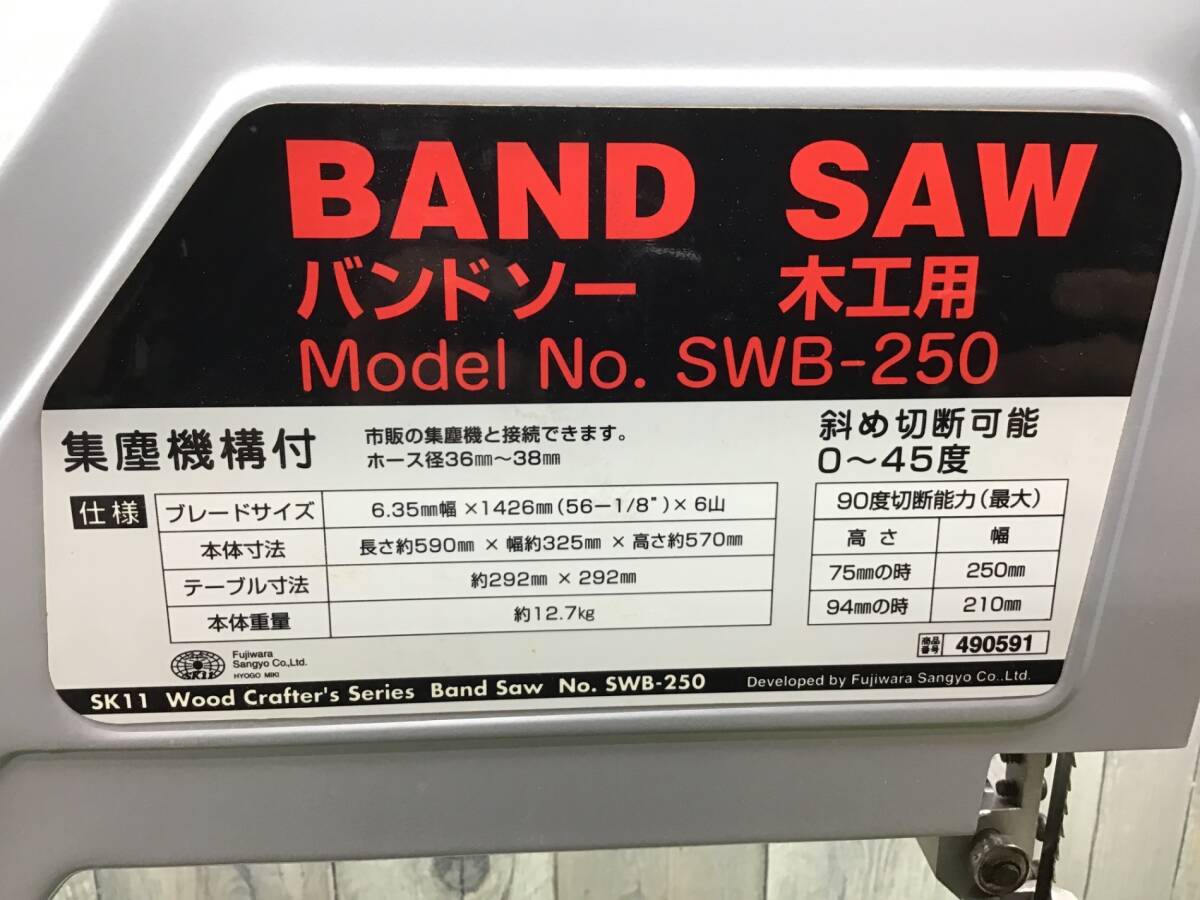 BAND SAW
バンドソー 木工用
Model No. SWB-250
集塵機構付
市販の集塵機と接続できます。
ホース径36mm～38mm
斜め切断可能
0～45度
仕様
ブレードサイズ 6.35mm幅×1426mm(56-1/8")×6山
本体寸法 長さ約590mm×幅約325mm×高さ約570mm
テーブル寸法 約292mm×292mm
本体重量 約12.7kg
90度切断能力(最大)
高さ 幅
75mmの時 250mm
94mmの時 210mm
商品番号 490591
SK11
Fujiwara
Sangyo Co.,Ltd.
HYOGO MIKI
SK11 Wood Crafter's Series Band Saw No. SWB-250
Developed by Fujiwara Sangyo Co..Ltd.